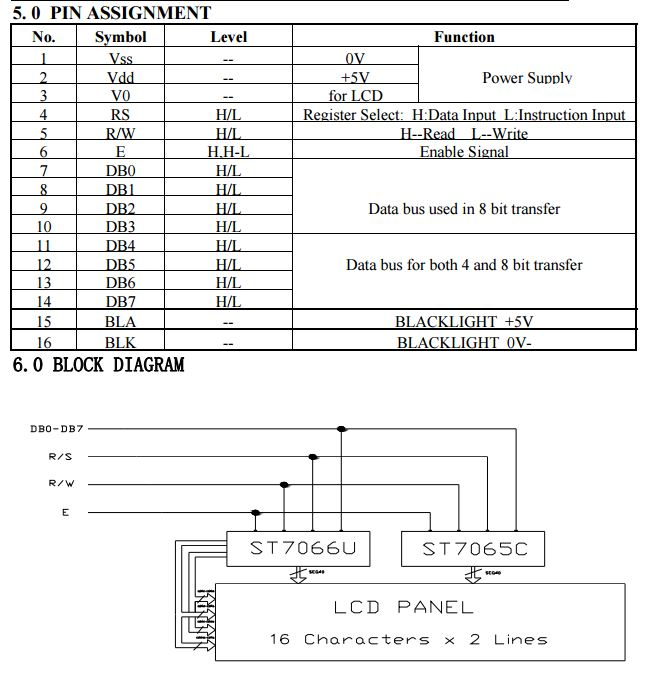 5.0 PIN ASSIGNMENT
No. Symbol Level Function
1 Vss -- 0V
2 Vdd -- +5V Power Supply
3 V0 -- for LCD
4 RS H/L Register Select: H:Data Input L:Instruction Input
5 R/W H/L H--Read L--Write
6 E H,H-L Enable Signal
7 DB0 H/L
8 DB1 H/L
9 DB2 H/L Data bus used in 8 bit transfer
10 DB3 H/L
11 DB4 H/L
12 DB5 H/L Data bus for both 4 and 8 bit transfer
13 DB6 H/L
14 DB7 H/L
15 BLA -- BLACKLIGHT +5V
16 BLK -- BLACKLIGHT 0V-
6.0 BLOCK DIAGRAM
DB0-DB7
R/S
R/W
E
ST7066U ST7065C
SEG40 SEG40
LCD PANEL
16 Characters x 2 Lines